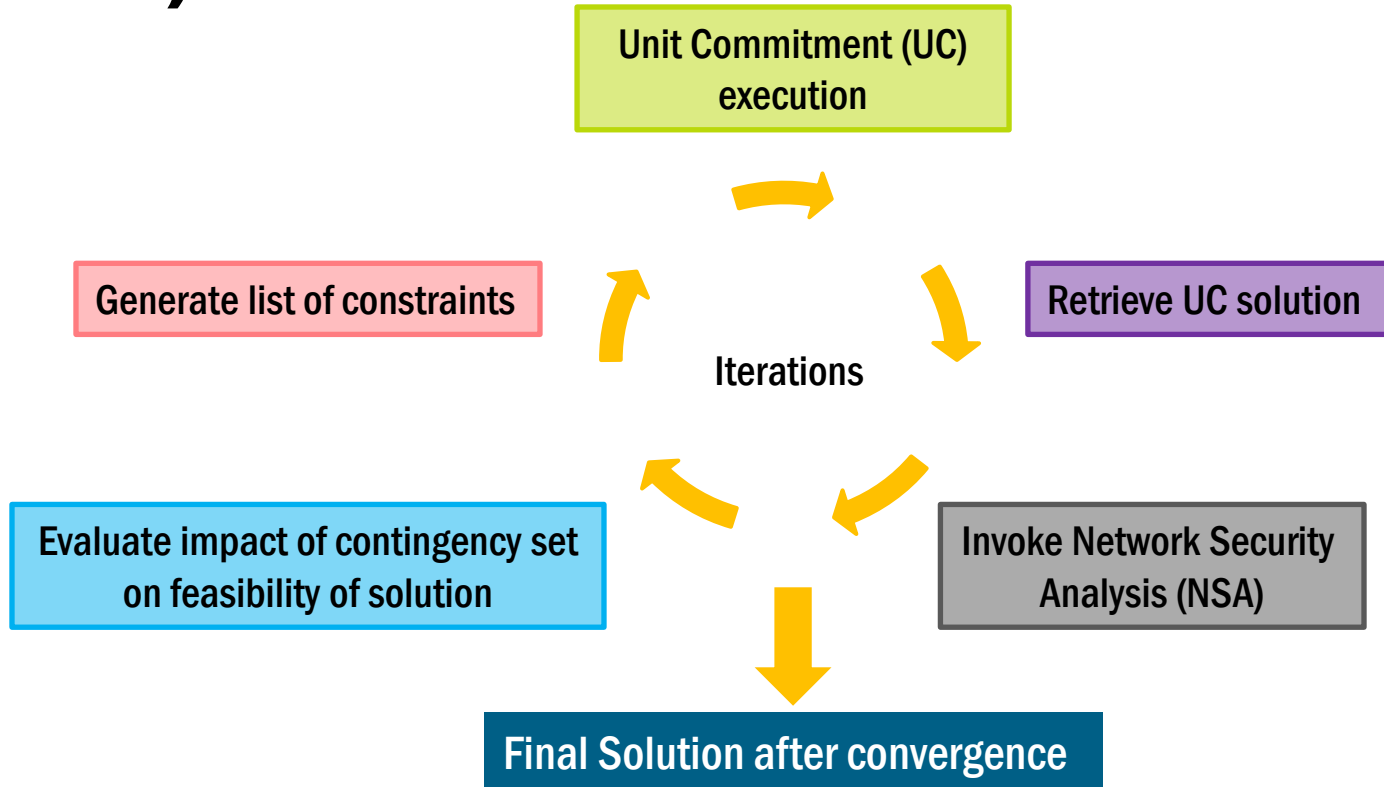 Unit Commitment (UC)
execution
Generate list of constraints
Retrieve UC solution
Iterations
Evaluate impact of contingency set
on feasibility of solution
Invoke Network Security
Analysis (NSA)
Final Solution after convergence